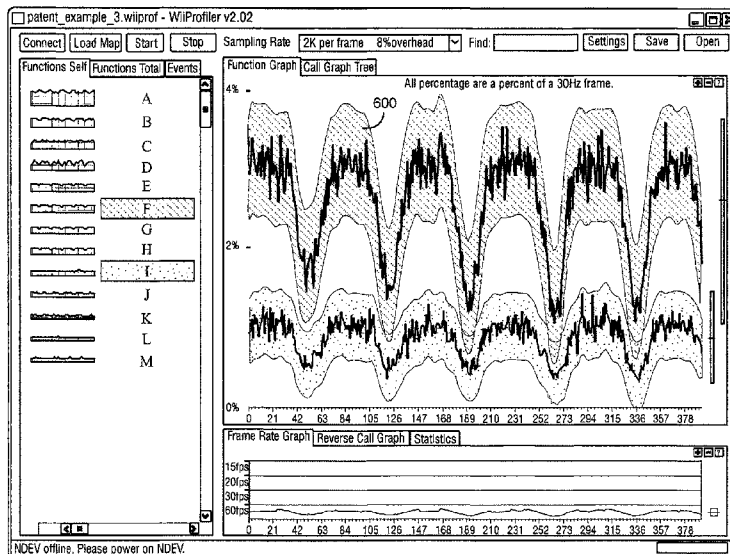 patent_example_3.wiiprof - WiiProfiler v2.02
Connect Load Map Start Stop Sampling Rate 2K per frame 8%overhead Find: Settings Save Open
Functions Self Functions Total Events
A
B
C
D
E
F
G
H
I
J
K
L
M
Function Graph Call Graph Tree
All percentage are a percent of a 30Hz frame.
4%
600
2%
0%
0 21 42 63 84 105 126 147 168 189 210 231 252 273 294 315 336 357 378
Frame Rate Graph Reverse Call Graph Statistics
15fps
20fps
30fps
60fps
0 21 42 63 84 105 126 147 168 189 210 231 252 273 294 315 336 357 378
NDEV offline. Please power on NDEV.